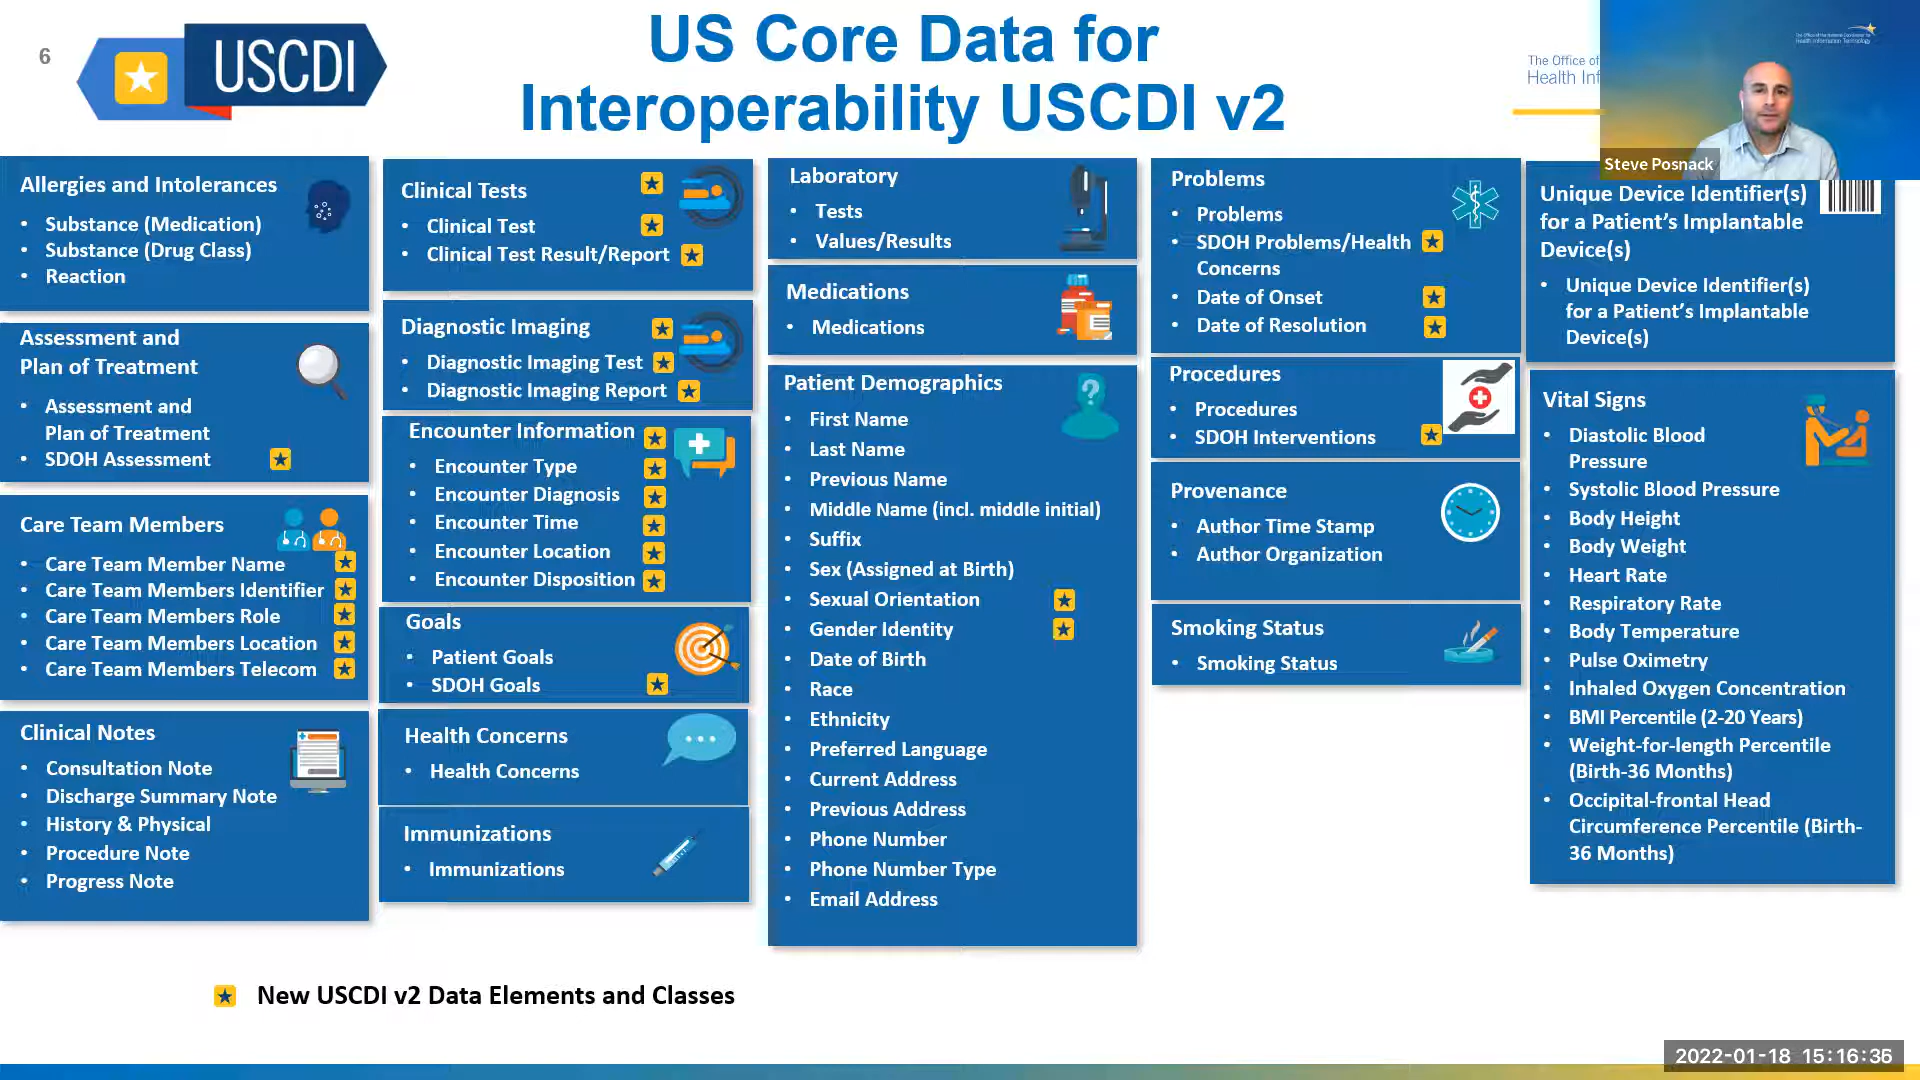 6
USCDI
US Core Data for
Interoperability USCDI v2
The Office of
Health Inf
The Office of the National Coordinator for
Health Information Technology
Steve Posnack
Allergies and Intolerances
• Substance (Medication)
• Substance (Drug Class)
• Reaction
Assessment and
Plan of Treatment
• Assessment and
Plan of Treatment
• SDOH Assessment
Care Team Members
• Care Team Member Name
• Care Team Members Identifier
• Care Team Members Role
• Care Team Members Location
• Care Team Members Telecom
Clinical Notes
• Consultation Note
• Discharge Summary Note
• History & Physical
• Procedure Note
• Progress Note
Clinical Tests
• Clinical Test
• Clinical Test Result/Report
Diagnostic Imaging
• Diagnostic Imaging Test
• Diagnostic Imaging Report
Encounter Information
• Encounter Type
• Encounter Diagnosis
• Encounter Time
• Encounter Location
• Encounter Disposition
Goals
• Patient Goals
• SDOH Goals
Health Concerns
• Health Concerns
Immunizations
• Immunizations
Laboratory
• Tests
• Values/Results
Medications
• Medications
Patient Demographics
• First Name
• Last Name
• Previous Name
• Middle Name (incl. middle initial)
• Suffix
• Sex (Assigned at Birth)
• Sexual Orientation
• Gender Identity
• Date of Birth
• Race
• Ethnicity
• Preferred Language
• Current Address
• Previous Address
• Phone Number
• Phone Number Type
• Email Address
Problems
• Problems
• SDOH Problems/Health
Concerns
• Date of Onset
• Date of Resolution
Procedures
• Procedures
• SDOH Interventions
Provenance
• Author Time Stamp
• Author Organization
Smoking Status
• Smoking Status
Unique Device Identifier(s)
for a Patient's Implantable
Device(s)
• Unique Device Identifier(s)
for a Patient's Implantable
Device(s)
Vital Signs
• Diastolic Blood
Pressure
• Systolic Blood Pressure
• Body Height
• Body Weight
• Heart Rate
• Respiratory Rate
• Body Temperature
• Pulse Oximetry
• Inhaled Oxygen Concentration
• BMI Percentile (2-20 Years)
• Weight-for-length Percentile
(Birth-36 Months)
• Occipital-frontal Head
Circumference Percentile (Birth-
36 Months)
New USCDI v2 Data Elements and Classes
2022-01-18 15:16:36